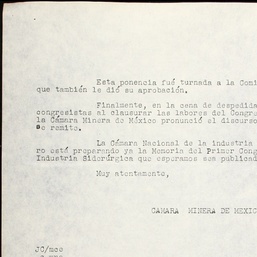 Esta ponencia fué turnada a la Comi
que también le dió su aprobación.
Finalmente, en la cena de despedida
congresistas al clausurar las labores del Congre
la Cámara Minera de México pronunció el discurso
se remite.
La Cámara Nacional de la industria
ro está preparando ya la Memoria del Primer Cong
Industria Siderúrgica que esperamos sea publicad
Muy atentamente,
CAMARA MINERA DE MEXICO
JC/mcc